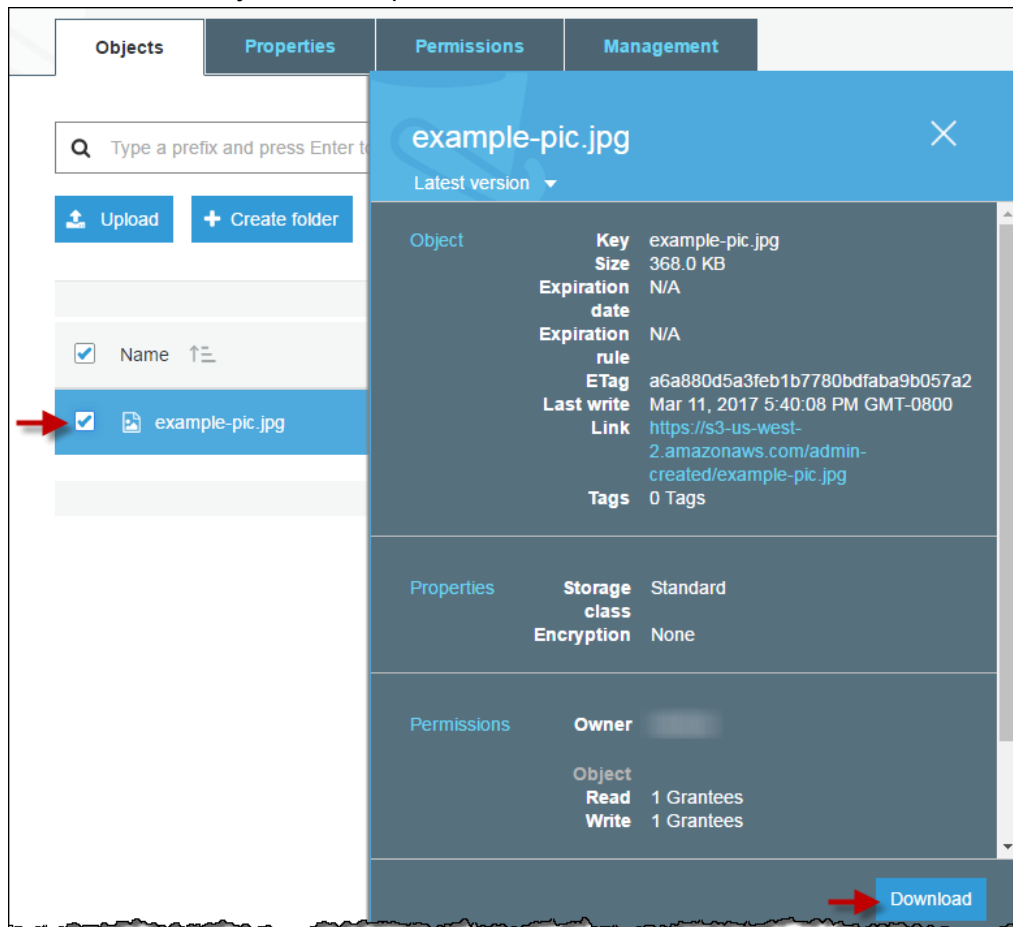 Objects Properties Permissions Management
Type a prefix and press Enter to
Upload Create folder
Name
example-pic.jpg
example-pic.jpg
Latest version
Object
Key example-pic.jpg
Size 368.0 KB
Expiration date N/A
Expiration rule N/A
ETag a6a880d5a3feb1b7780bdfaba9b057a2
Last write Mar 11, 2017 5:40:08 PM GMT-0800
Link https://s3-us-west-
2.amazonaws.com/admin-
created/example-pic.jpg
Tags 0 Tags
Properties
Storage class Standard
Encryption None
Permissions
Owner
Object
Read 1 Grantees
Write 1 Grantees
Download